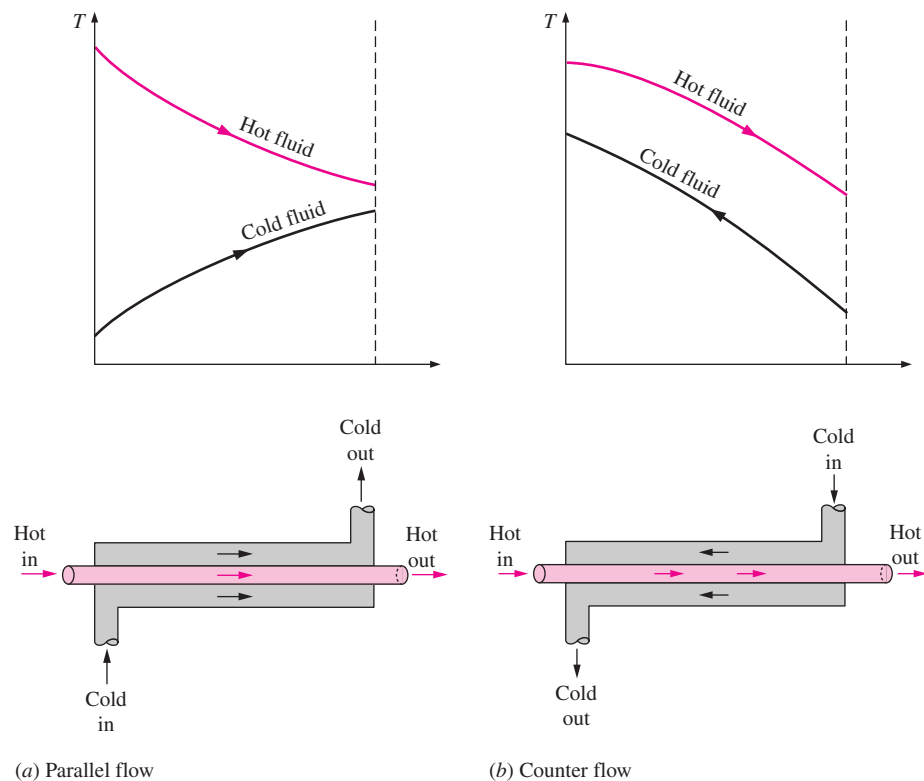 T
Hot fluid
Cold fluid
T
Hot fluid
Cold fluid
Cold
out
Hot
in
Hot
out
Cold
in
(a) Parallel flow
Cold
in
Hot
in
Hot
out
Cold
out
(b) Counter flow